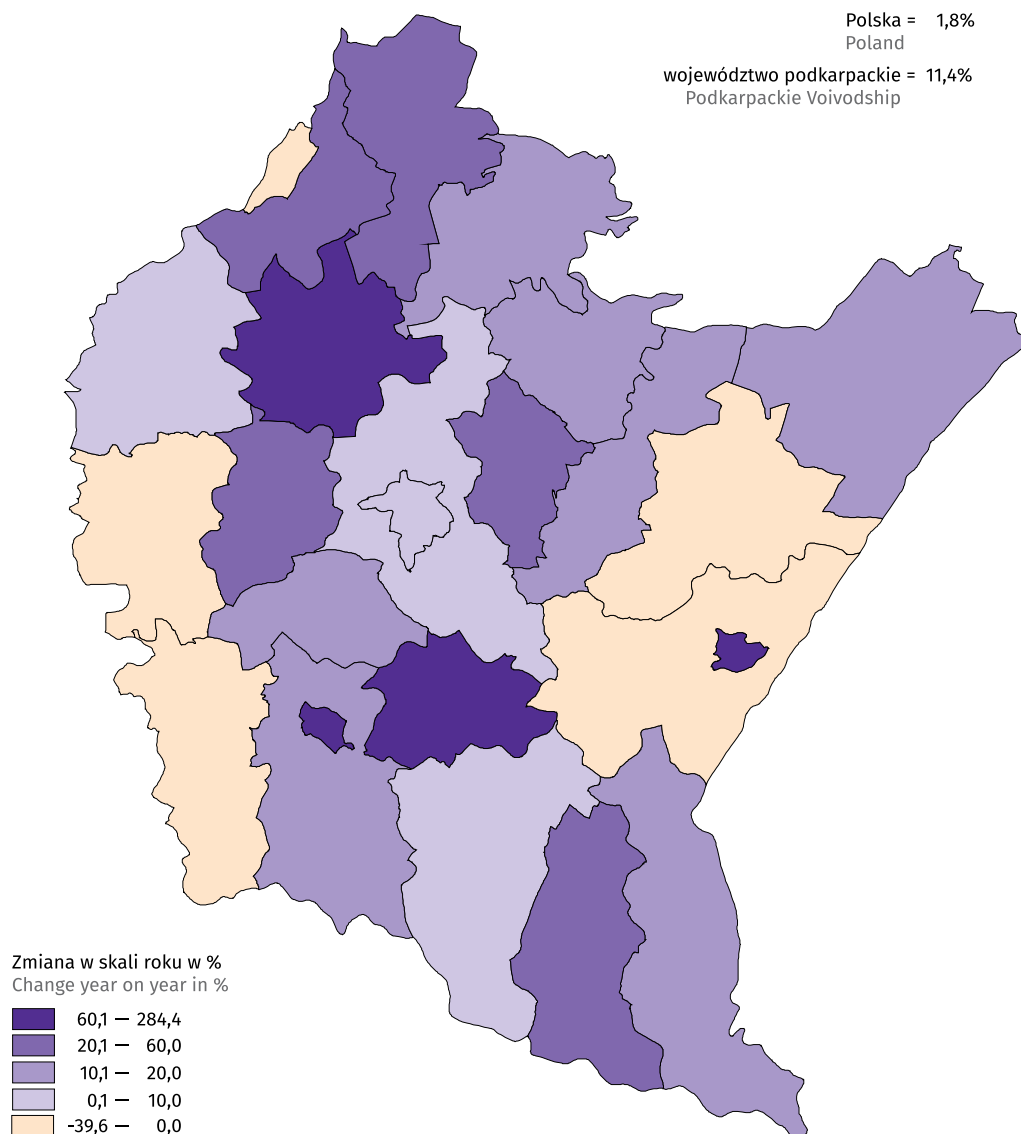 Polska = 1,8%
Poland
województwo podkarpackie = 11,4%
Podkarpackie Voivodship
Zmiana w skali roku w %
Change year on year in %
60,1 — 284,4
20,1 — 60,0
10,1 — 20,0
0,1 — 10,0
-39,6 — 0,0